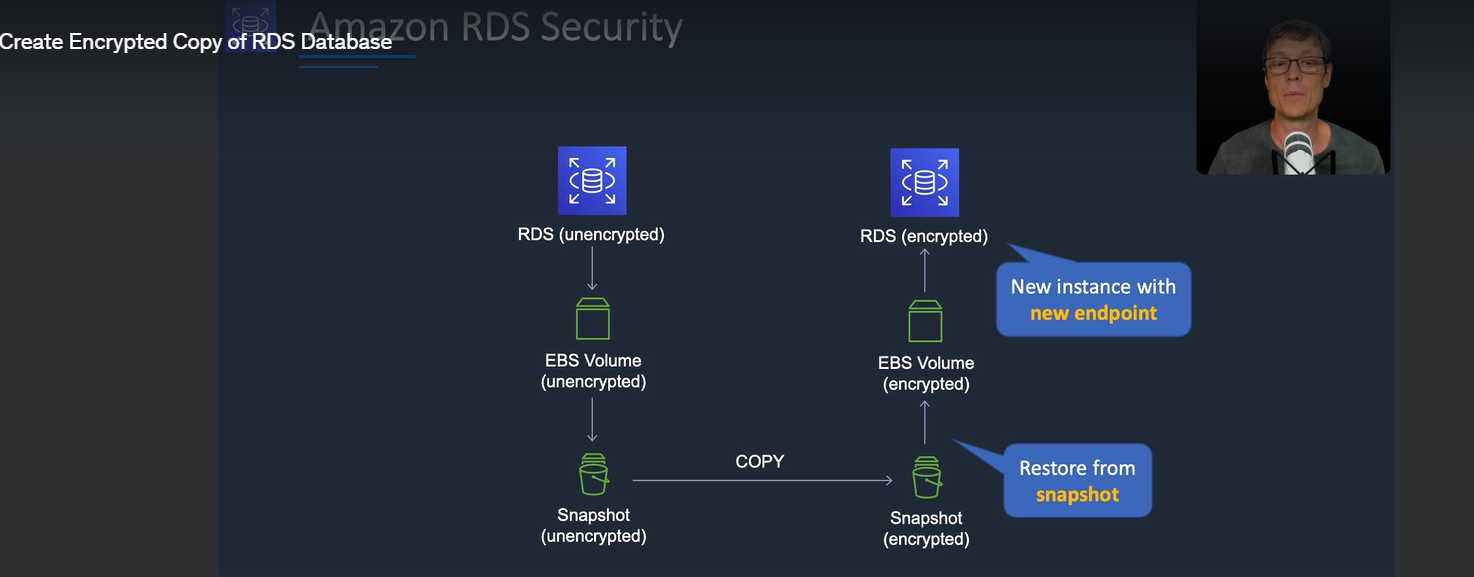 Amazon RDS Security
Create Encrypted Copy of RDS Database
RDS (unencrypted)
RDS (encrypted)
New instance with
new endpoint
EBS Volume
(unencrypted)
EBS Volume
(encrypted)
COPY
Restore from
snapshot
Snapshot
(unencrypted)
Snapshot
(encrypted)